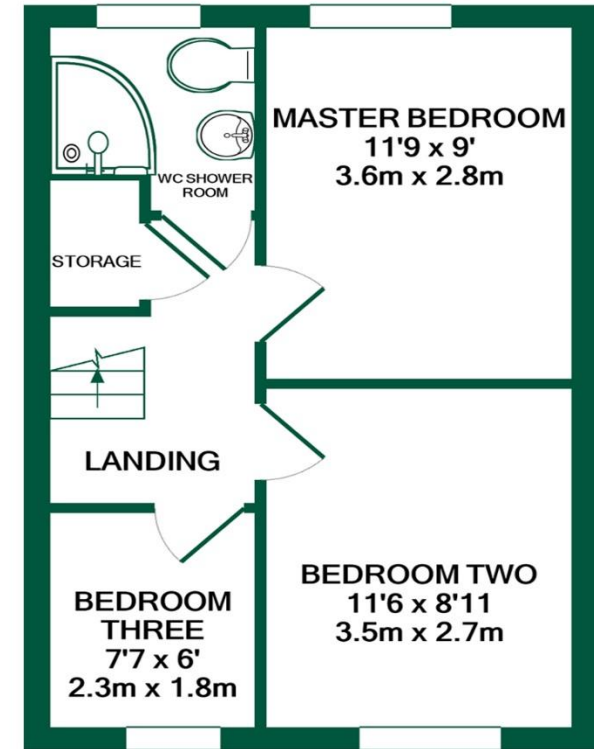 MASTER BEDROOM
11'9 x 9'
3.6m x 2.8m
WC SHOWER
ROOM
STORAGE
LANDING
BEDROOM TWO
11'6 x 8'11
3.5m x 2.7m
BEDROOM
THREE
7'7 x 6'
2.3m x 1.8m